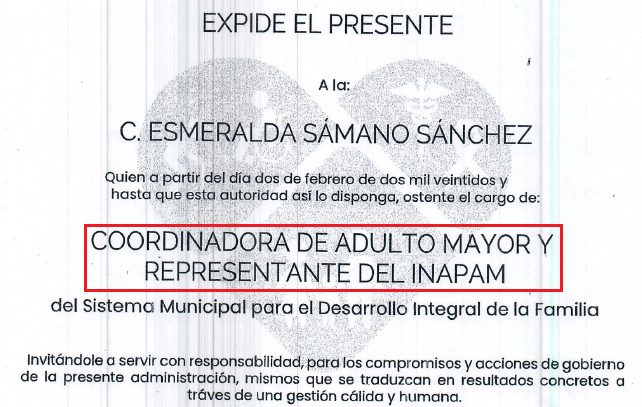 EXPIDE EL PRESENTE
A la:
C. ESMERALDA SÁMANO SÁNCHEZ
Quien a partir del día dos de febrero de dos mil veintidos y
hasta que esta autoridad así lo disponga, ostente el cargo de:
COORDINADORA DE ADULTO MAYOR Y
REPRESENTANTE DEL INAPAM
del Sistema Municipal para el Desarrollo Integral de la Familia
Invitándole a servir con responsabilidad, para los compromisos y acciones de gobierno
de la presente administración, mismos que se traduzcan en resultados concretos a
tráves de una gestión cálida y humana.